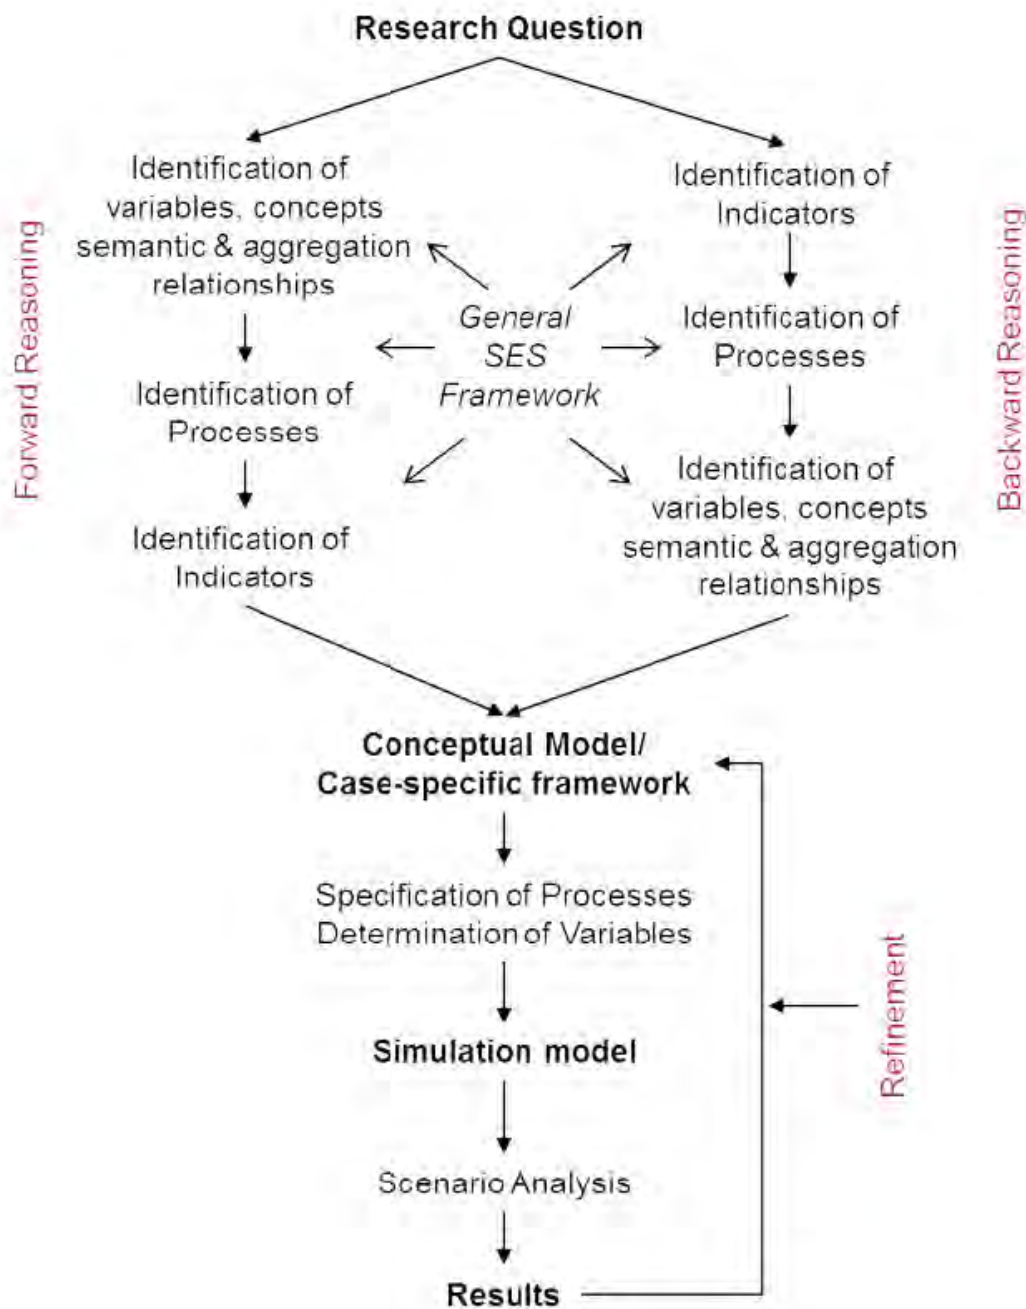 Research Question
Forward Reasoning
Identification of
variables, concepts
semantic & aggregation
relationships
Identification of
Processes
Identification of
Indicators
General
SES
Framework
Identification of
Indicators
Identification of
Processes
Identification of
variables, concepts
semantic & aggregation
relationships
Backward Reasoning
Conceptual Model/
Case-specific framework
Specification of Processes
Determination of Variables
Simulation model
Scenario Analysis
Results
Refinement